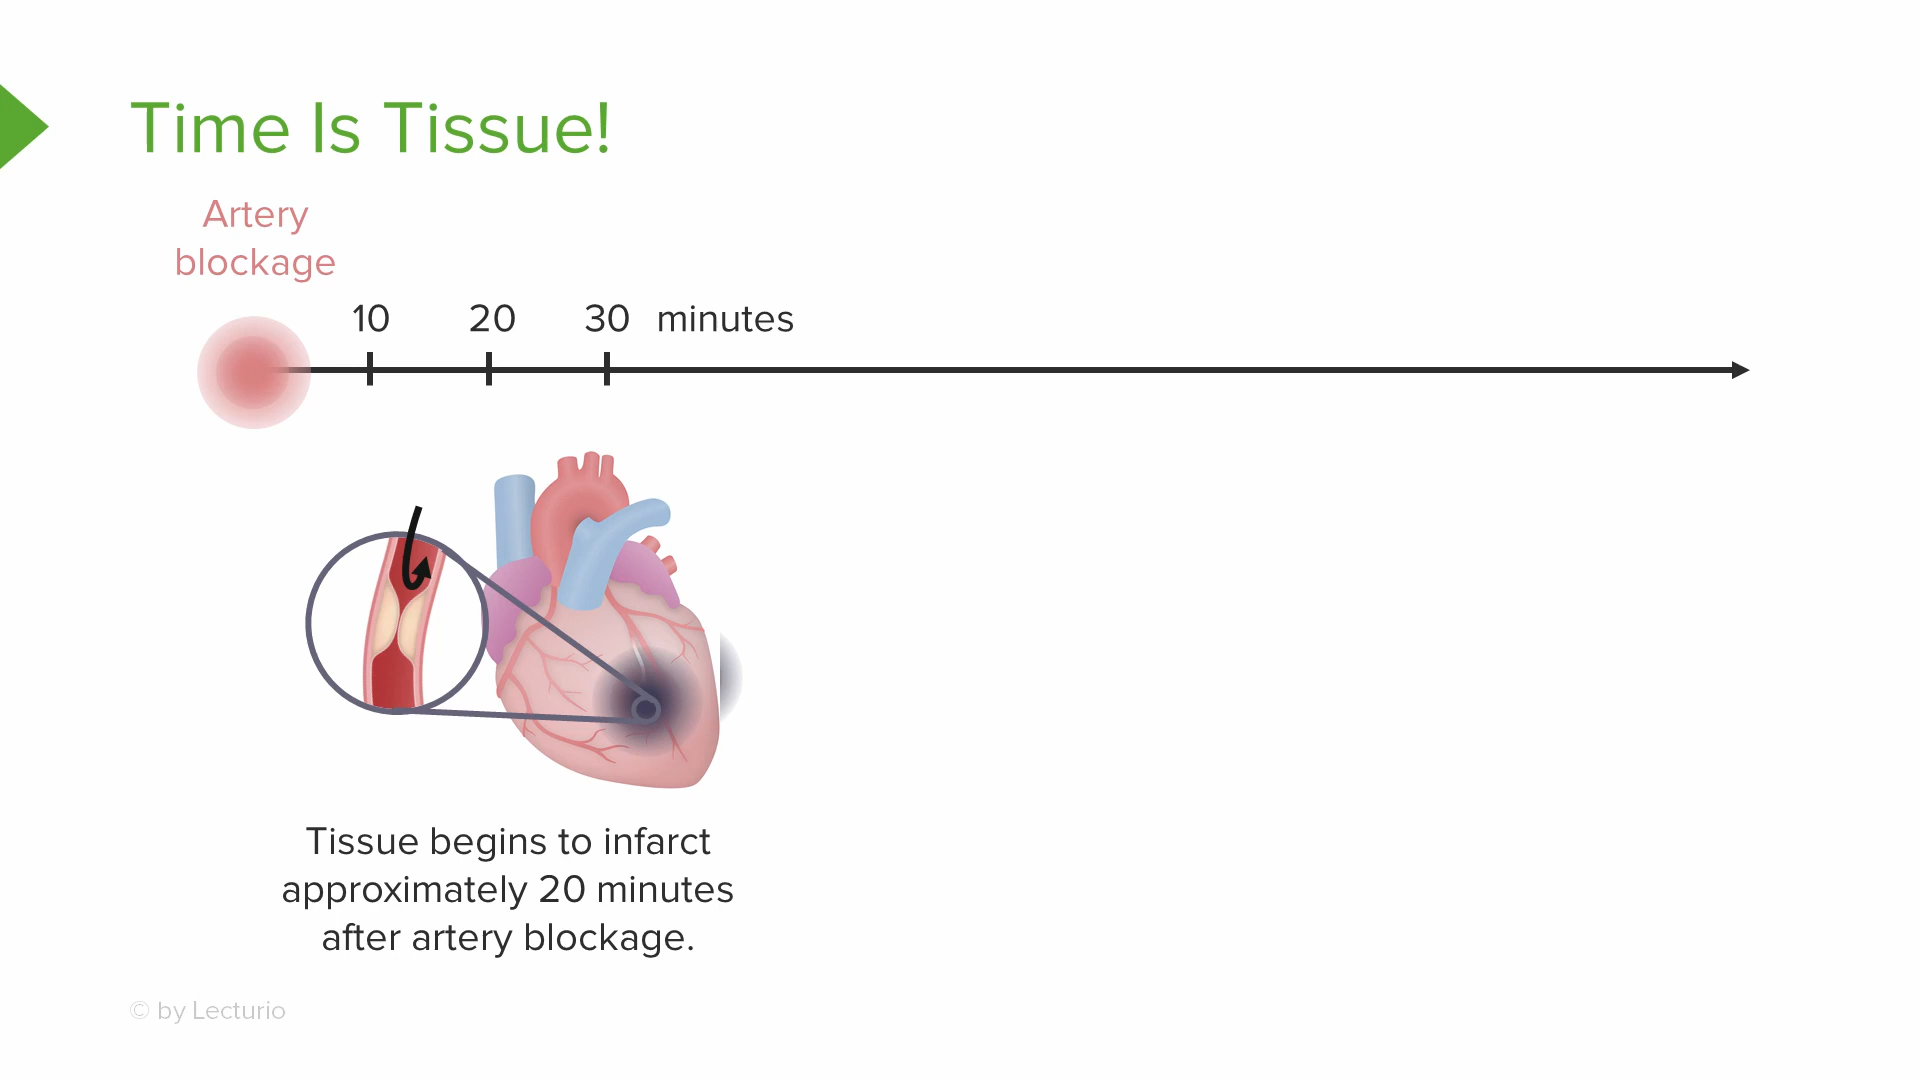 Time Is Tissue!
Artery
blockage
10 20 30 minutes
Tissue begins to infarct
approximately 20 minutes
after artery blockage.
© by Lecturio